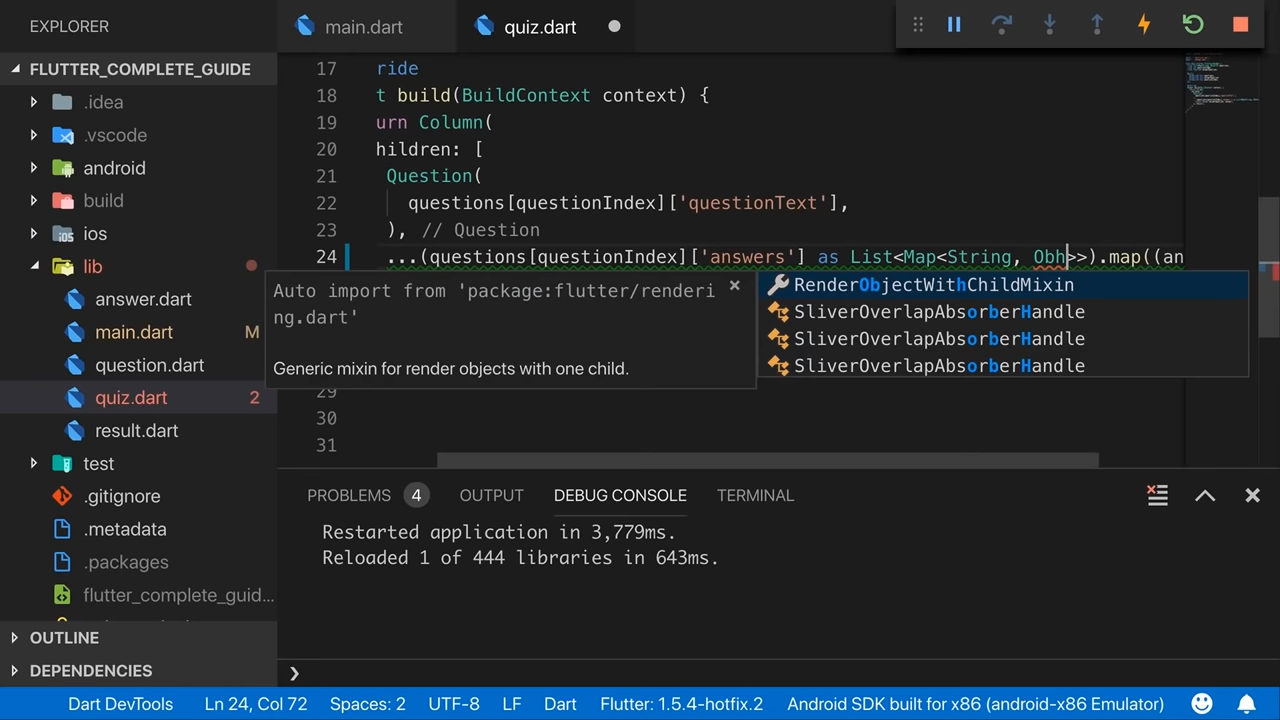 EXPLORER
main.dart
quiz.dart
FLUTTER_COMPLETE_GUIDE
.idea
.vscode
android
build
ios
lib
answer.dart
main.dart M
question.dart
quiz.dart 2
result.dart
test
.gitignore
.metadata
.packages
flutter_complete_guid...
OUTLINE
DEPENDENCIES
17 ride
18 t build(BuildContext context) {
19 urn Column(
20 hildren: [
21 Question(
22 questions[questionIndex]['questionText'],
23 ), // Question
24 ...(questions[questionIndex]['answers'] as List<Map<String, Obh>>).map((an
Auto import from 'package:flutter/renderi
ng.dart'
Generic mixin for render objects with one child.
RenderObjectWithChildMixin
SliverOverlapAbsorberHandle
SliverOverlapAbsorberHandle
SliverOverlapAbsorberHandle
29
30
31
PROBLEMS 4 OUTPUT DEBUG CONSOLE TERMINAL
Restarted application in 3,779ms.
Reloaded 1 of 444 libraries in 643ms.
Dart DevTools Ln 24, Col 72 Spaces: 2 UTF-8 LF Dart Flutter: 1.5.4-hotfix.2 Android SDK built for x86 (android-x86 Emulator)